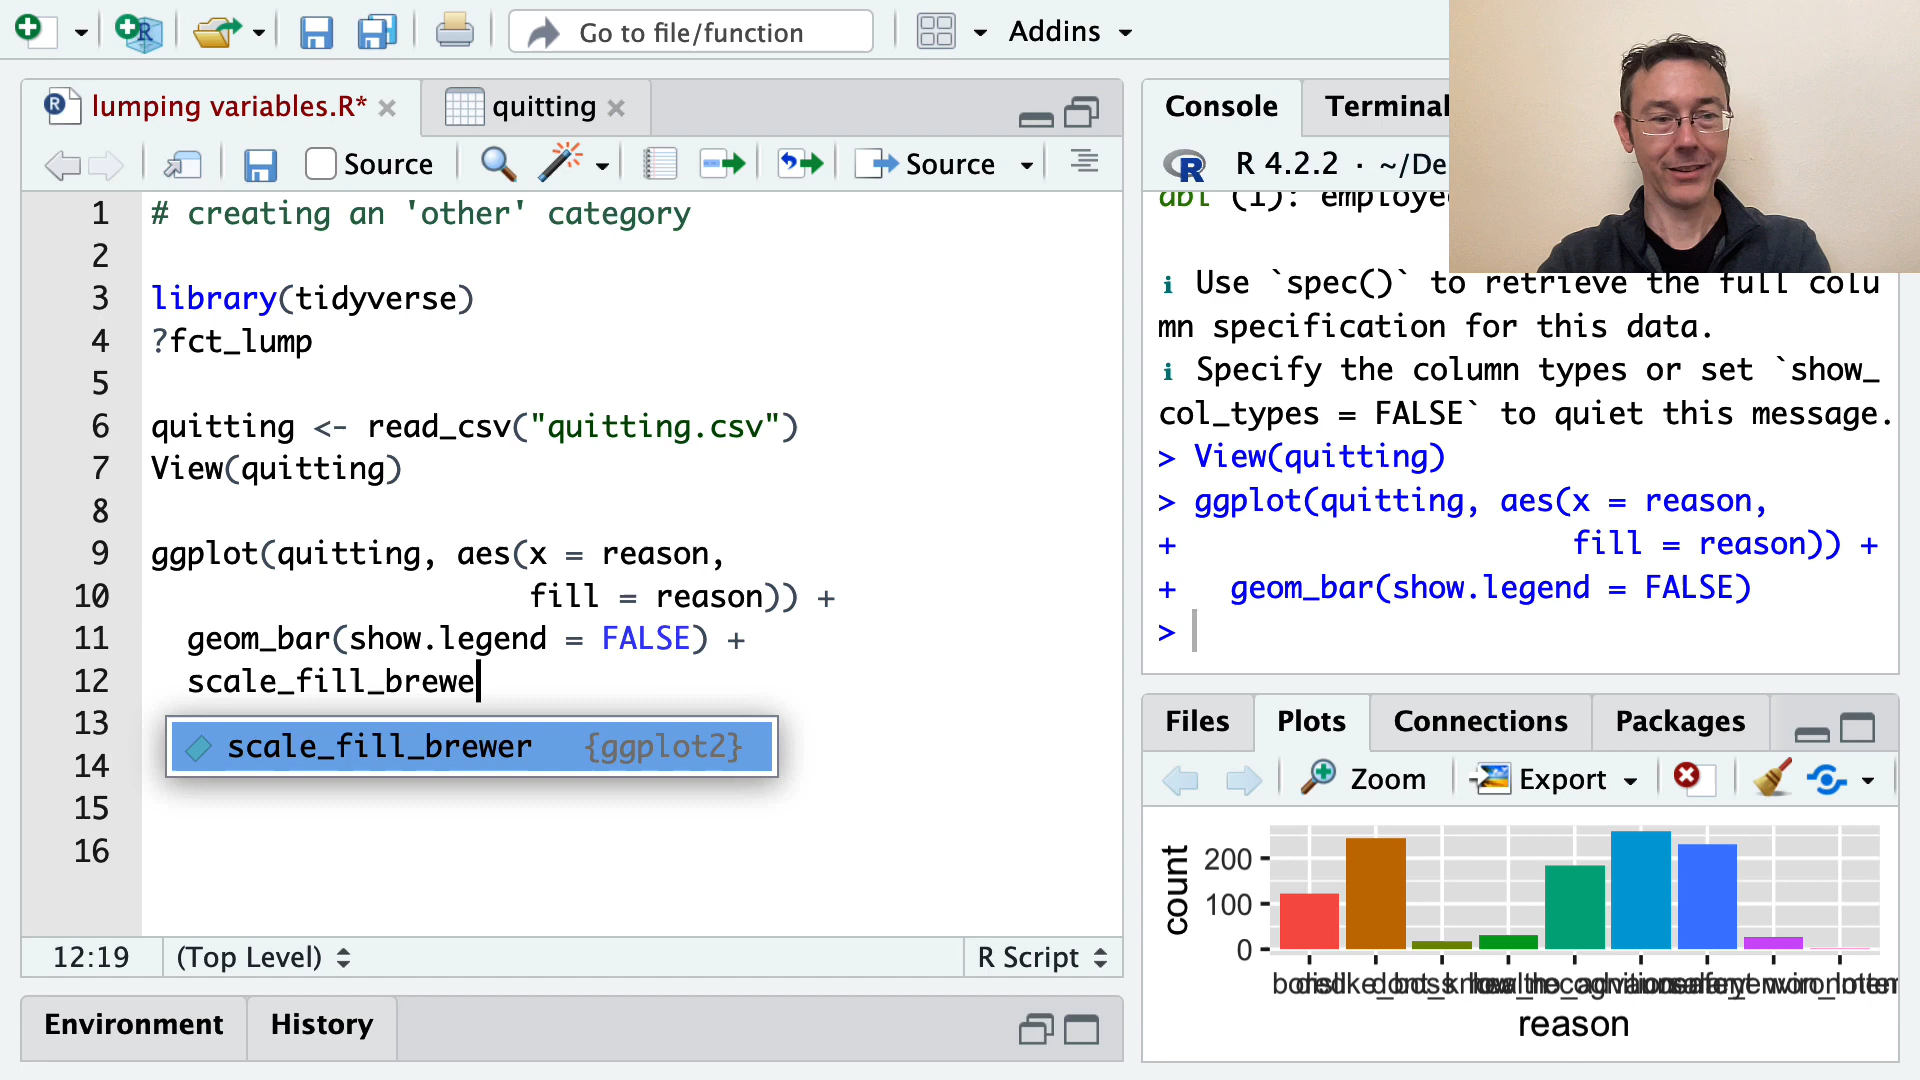 Go to file/function
Addins
lumping variables.R*
quitting
Source
Source
1 # creating an 'other' category
2
3 library(tidyverse)
4 ?fct_lump
5
6 quitting <- read_csv("quitting.csv")
7 View(quitting)
8
9 ggplot(quitting, aes(x = reason,
10 fill = reason)) +
11 geom_bar(show.legend = FALSE) +
12 scale_fill_brewe
13
scale_fill_brewer {ggplot2}
14
15
16
12:19 (Top Level) R Script
Environment History
Console Terminal
R 4.2.2 · ~/De
dbl (1): employe
i Use `spec()` to retrieve the full colu
mn specification for this data.
i Specify the column types or set `show_
col_types = FALSE` to quiet this message.
> View(quitting)
> ggplot(quitting, aes(x = reason,
+ fill = reason)) +
+ geom_bar(show.legend = FALSE)
>
Files Plots Connections Packages
Zoom Export
count
200
100
0
reason